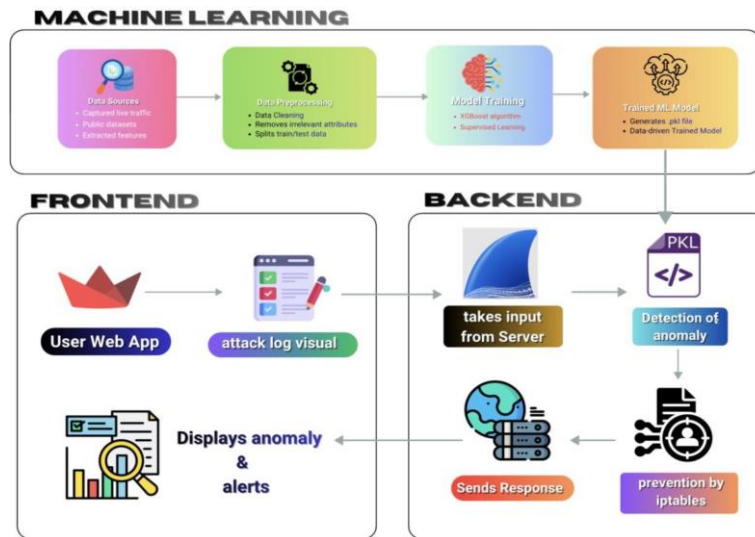 MACHINE LEARNING
Data Sources
Captured live traffic
Public datasets
Extracted features
Data Preprocessing
Data Cleaning
Removes irrelevant attributes
Splits train/test data
Model Training
XGBoost algorithm
Supervised Learning
Trained ML Model
Generates .pkl file
Data-driven Trained Model
FRONTEND
User Web App
attack log visual
Displays anomaly
&
alerts
BACKEND
takes input
from Server
PKL
</>
Detection of
anomaly
prevention by
iptables
Sends Response